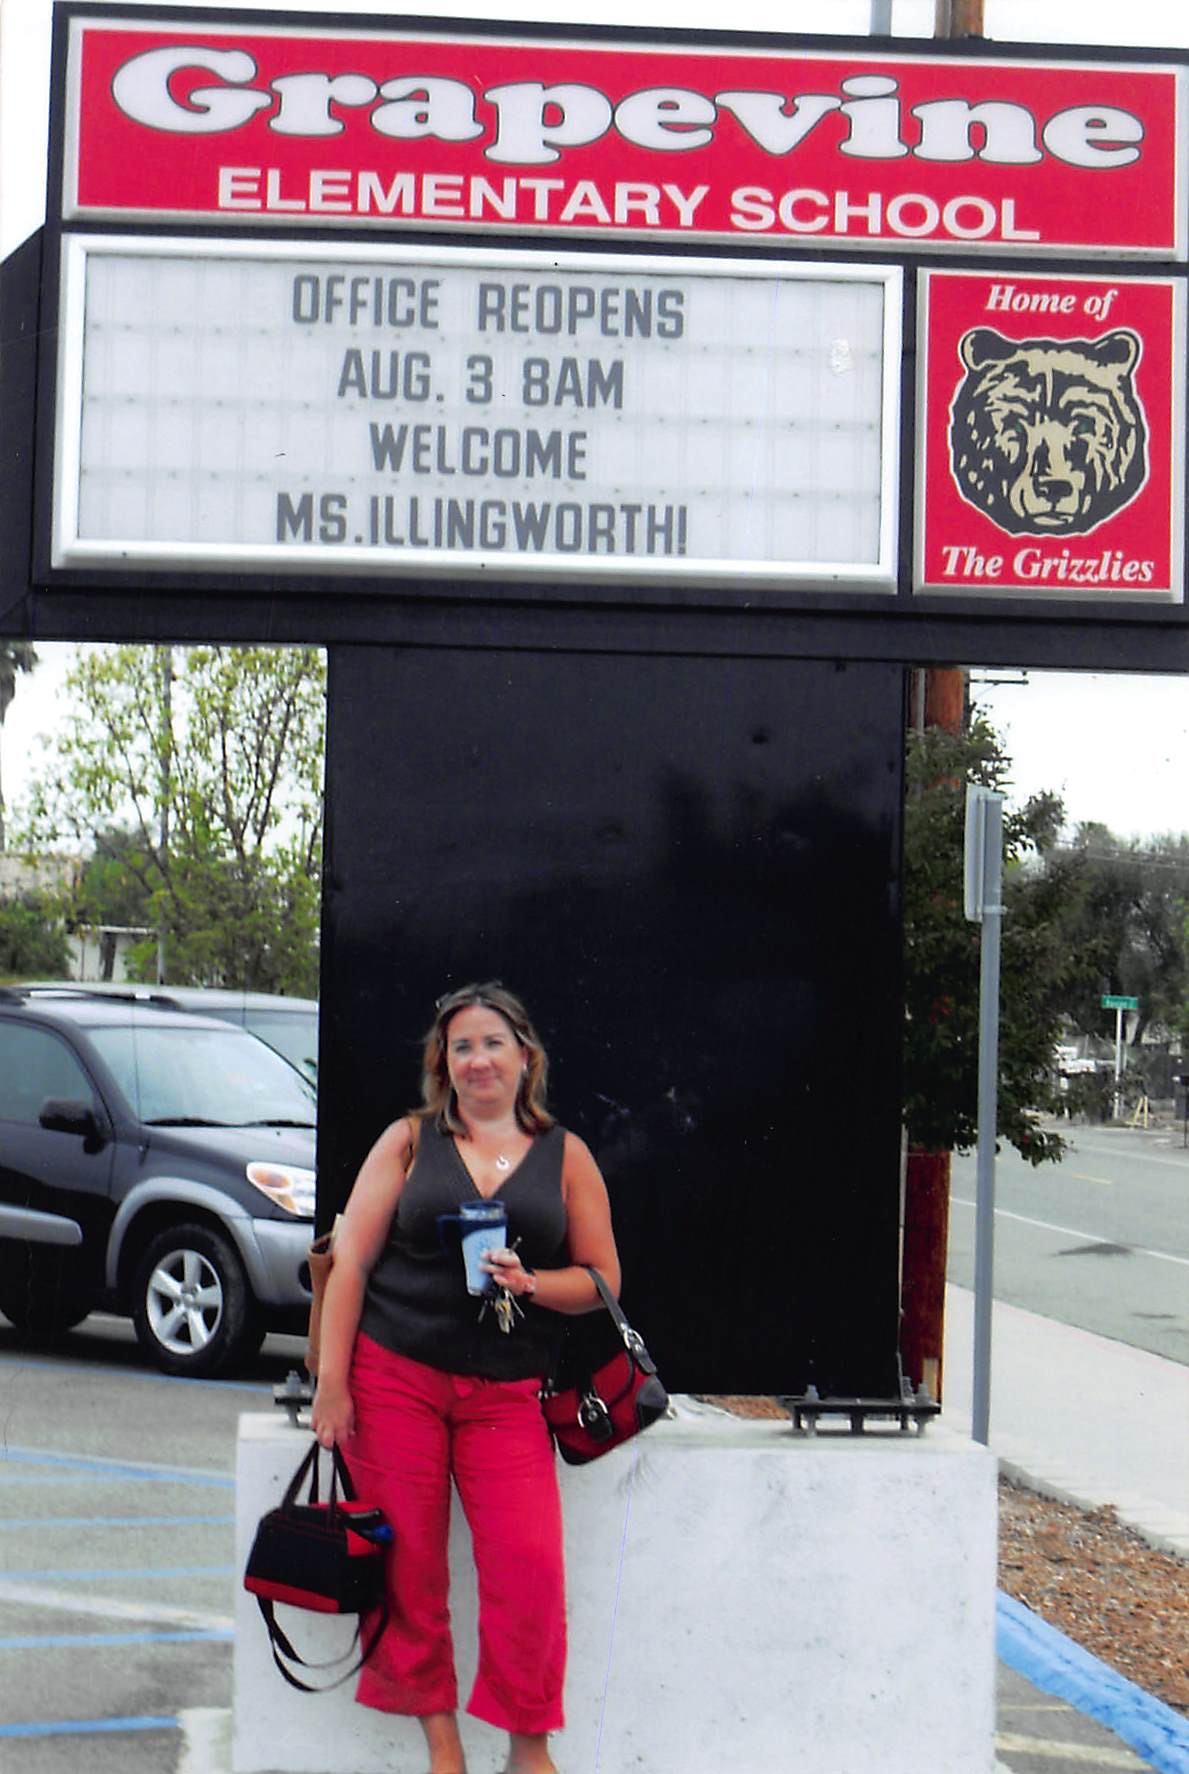 Grapevine
ELEMENTARY SCHOOL
OFFICE REOPENS
AUG. 3 8AM
WELCOME
MS.ILLINGWORTH!
Home of
The Grizzlies